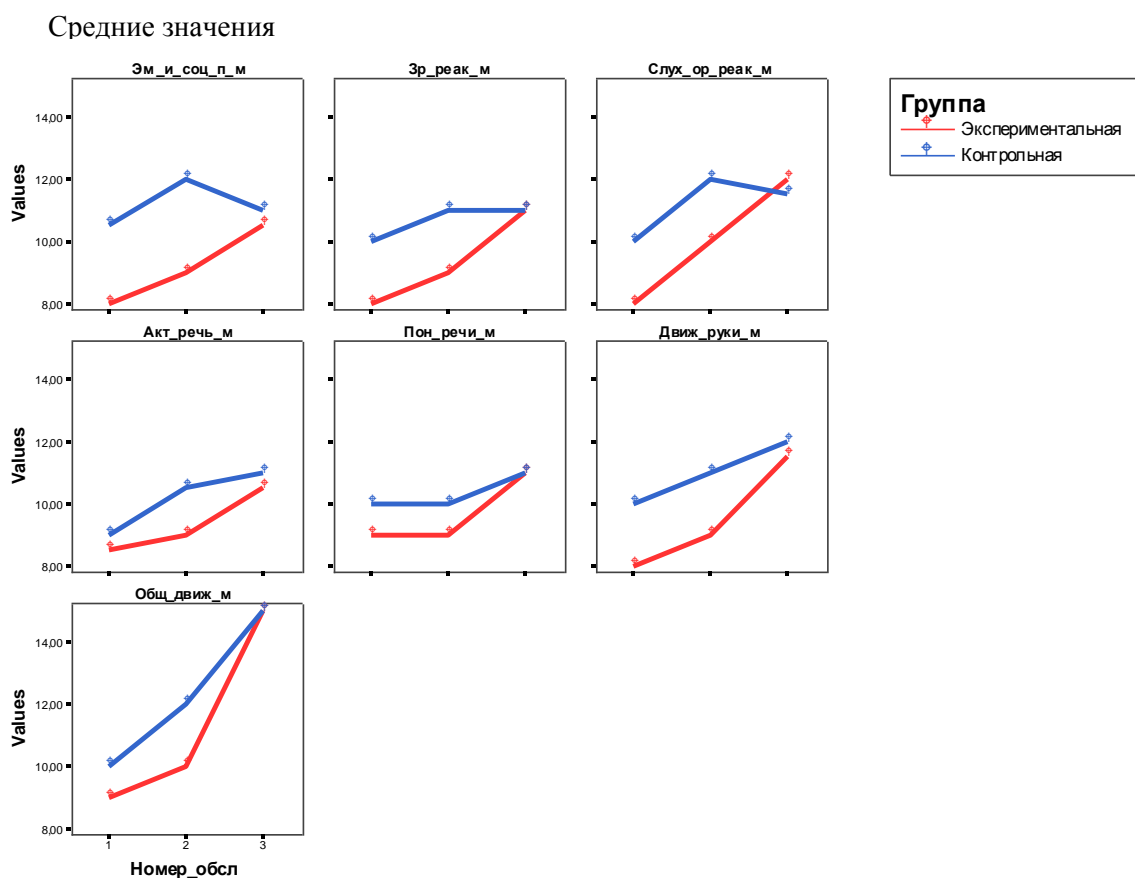 Средние значения
Эм_и_соц_п_м
Зр_реак_м
Слух_ор_реак_м
Группа
Экспериментальная
Контрольная
14,00
12,00
10,00
8,00
Values
Акт_речь_м
Пон_речи_м
Движ_руки_м
14,00
12,00
10,00
8,00
Values
Общ_движ_м
14,00
12,00
10,00
8,00
Values
1 2 3
Номер_обсл